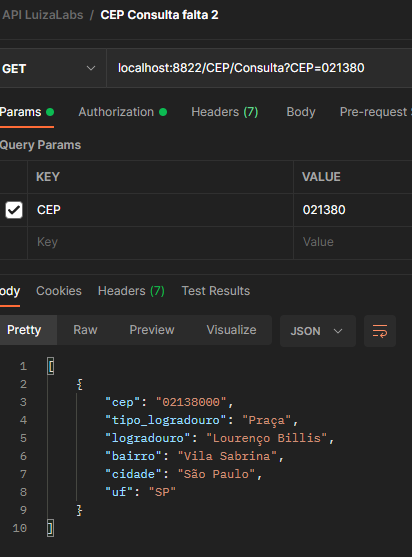 API LuizaLabs / CEP Consulta falta 2
GET localhost:8822/CEP/Consulta?CEP=021380
Params Authorization Headers (7) Body Pre-request S
Query Params
KEY VALUE
CEP 021380
Key Value
ody Cookies Headers (7) Test Results
Pretty Raw Preview Visualize JSON
1 [
2 {
3 "cep": "02138000",
4 "tipo_logradouro": "Praça",
5 "logradouro": "Lourenço Billis",
6 "bairro": "Vila Sabrina",
7 "cidade": "São Paulo",
8 "uf": "SP"
9 }
10 ]